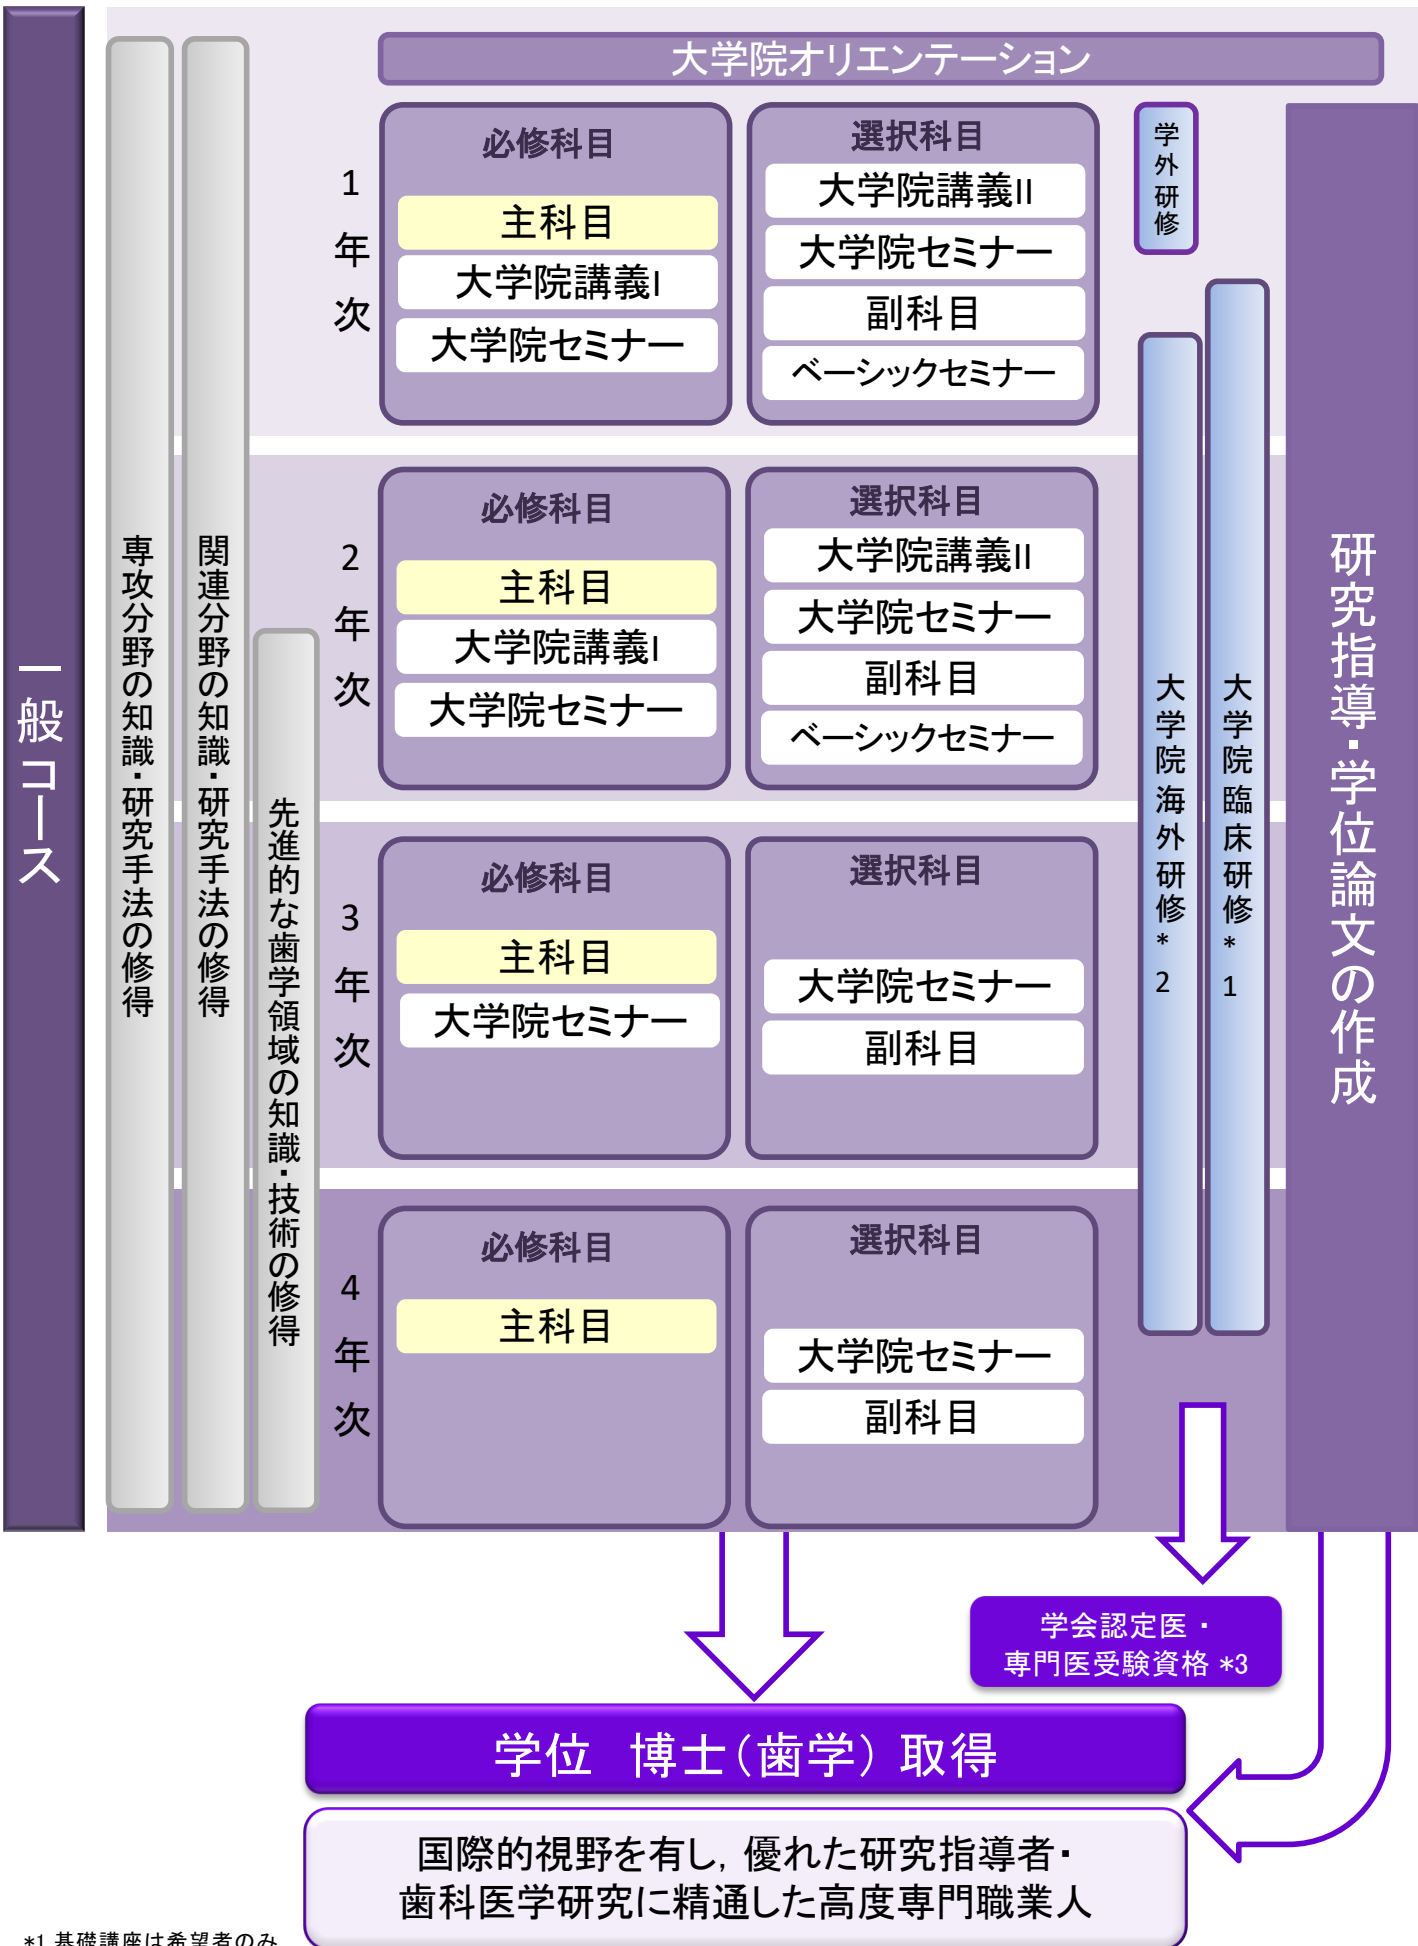 一般コース
専攻分野の知識・研究手法の修得
関連分野の知識・研究手法の修得
先進的な歯学領域の知識・技術の修得
大学院オリエンテーション
1年次
必修科目
主科目
大学院講義I
大学院セミナー
選択科目
大学院講義II
大学院セミナー
副科目
ベーシックセミナー
学外研修
2年次
必修科目
主科目
大学院講義I
大学院セミナー
選択科目
大学院講義II
大学院セミナー
副科目
ベーシックセミナー
3年次
必修科目
主科目
大学院セミナー
選択科目
大学院セミナー
副科目
4年次
必修科目
主科目
選択科目
大学院セミナー
副科目
大学院海外研修*2
大学院臨床研修*1
研究指導・学位論文の作成
学会認定医・
専門医受験資格 *3
学位　博士(歯学) 取得
国際的視野を有し，優れた研究指導者・
歯科医学研究に精通した高度専門職業人
*1 基礎講座は希望者のみ